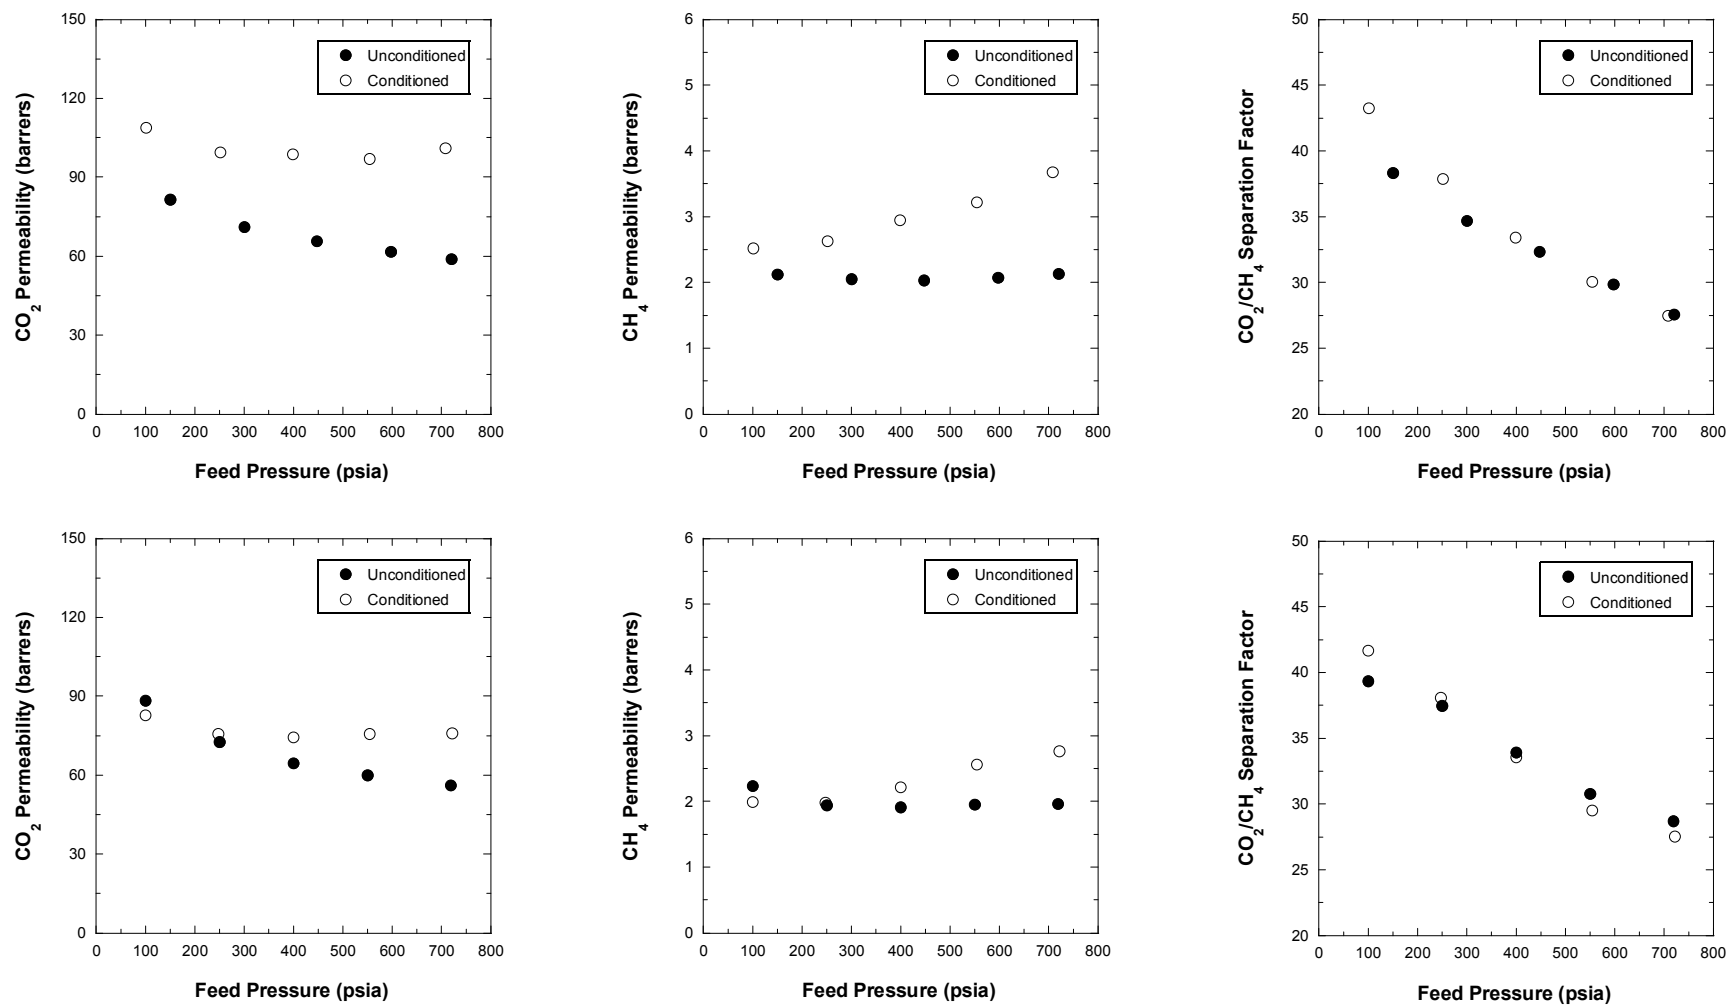 150
120
90
60
30
0
CO2 Permeability (barrers)
Unconditioned
Conditioned
0 100 200 300 400 500 600 700 800
Feed Pressure (psia)
6
5
4
3
2
1
0
CH4 Permeability (barrers)
Unconditioned
Conditioned
0 100 200 300 400 500 600 700 800
Feed Pressure (psia)
50
45
40
35
30
25
20
CO2/CH4 Separation Factor
Unconditioned
Conditioned
0 100 200 300 400 500 600 700 800
Feed Pressure (psia)
150
120
90
60
30
0
CO2 Permeability (barrers)
Unconditioned
Conditioned
0 100 200 300 400 500 600 700 800
Feed Pressure (psia)
6
5
4
3
2
1
0
CH4 Permeability (barrers)
Unconditioned
Conditioned
0 100 200 300 400 500 600 700 800
Feed Pressure (psia)
50
45
40
35
30
25
20
CO2/CH4 Separation Factor
Unconditioned
Conditioned
0 100 200 300 400 500 600 700 800
Feed Pressure (psia)